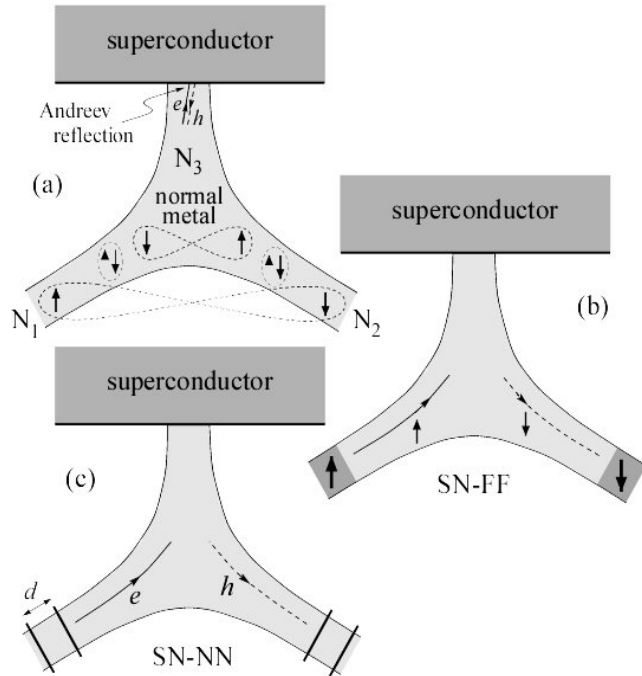 superconductor
Andreev
reflection
e
h
(a)
N3
normal
metal
N1
N2
superconductor
(b)
SN-FF
superconductor
(c)
d
e
h
SN-NN